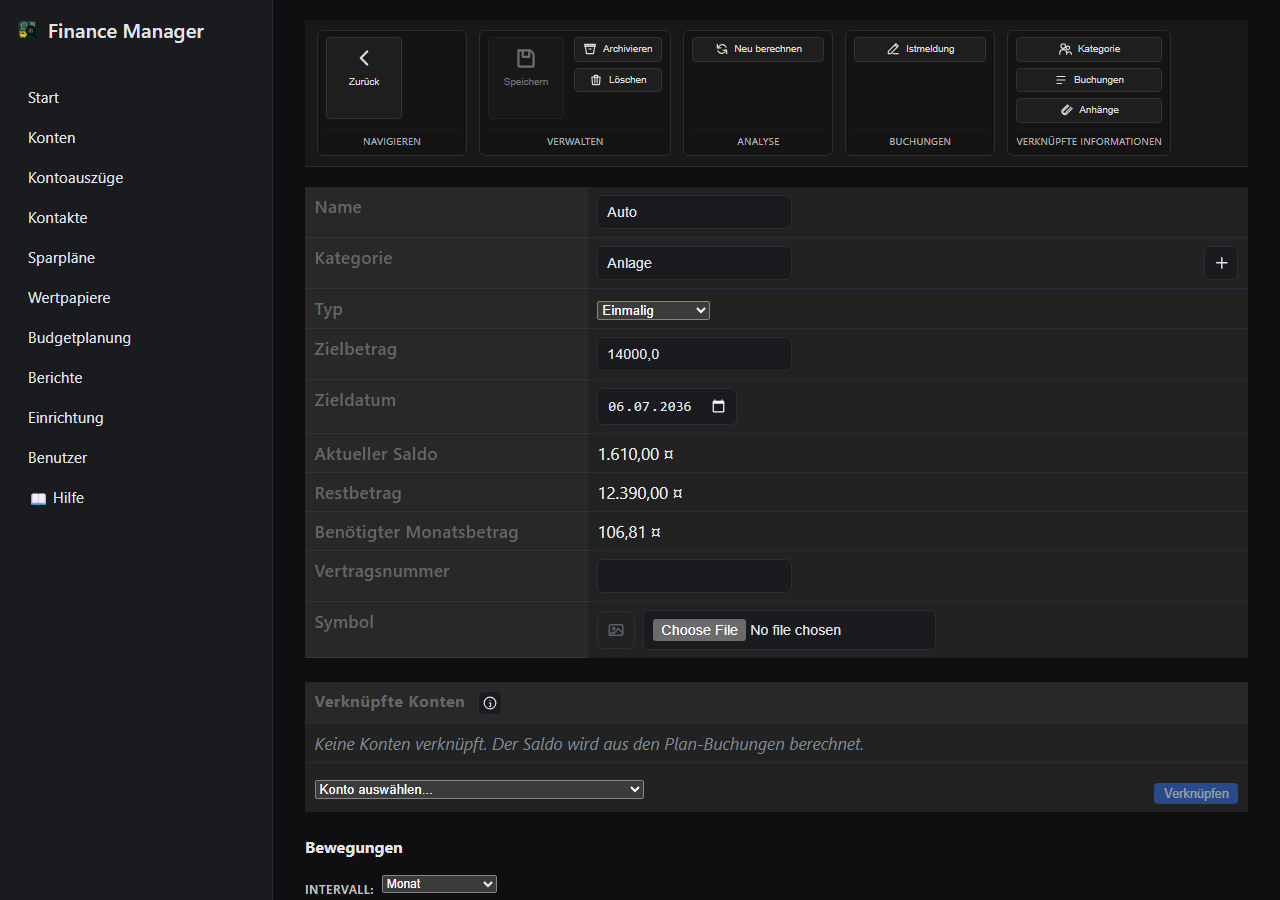 Finance Manager
Start
Konten
Kontoauszüge
Kontakte
Sparpläne
Wertpapiere
Budgetplanung
Berichte
Einrichtung
Benutzer
Hilfe
Zurück
NAVIGIEREN
Speichern
Archivieren
Löschen
VERWALTEN
Neu berechnen
ANALYSE
Istmeldung
BUCHUNGEN
Kategorie
Buchungen
Anhänge
VERKNÜPFTE INFORMATIONEN
Name Auto
Kategorie Anlage +
Typ Einmalig
Zielbetrag 14000,0
Zieldatum 06.07.2036
Aktueller Saldo 1.610,00 ¤
Restbetrag 12.390,00 ¤
Benötigter Monatsbetrag 106,81 ¤
Vertragsnummer
Symbol Choose File No file chosen
Verknüpfte Konten
Keine Konten verknüpft. Der Saldo wird aus den Plan-Buchungen berechnet.
Konto auswählen... Verknüpfen
Bewegungen
INTERVALL: Monat